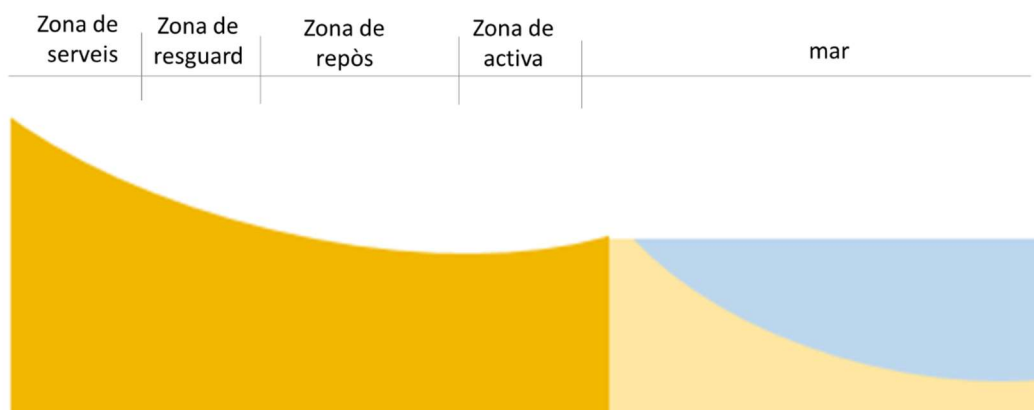 Zona de
serveis
Zona de
resguard
Zona de
repòs
Zona de
activa
mar